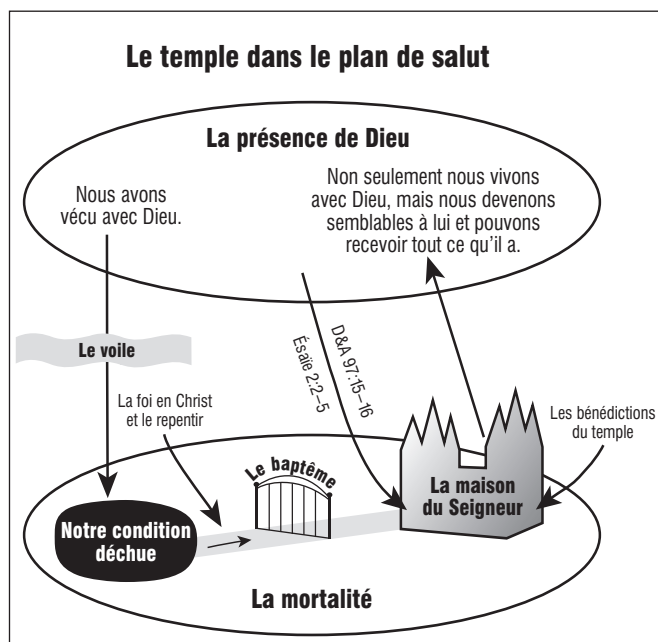 Le temple dans le plan de salut
La présence de Dieu
Nous avons
vécu avec Dieu.
Non seulement nous vivons
avec Dieu, mais nous devenons
semblables à lui et pouvons
recevoir tout ce qu'il a.
Le voile
D&A 97:15–16
Ésaïe 2:2–5
La foi en Christ
et le repentir
Le baptême
Les bénédictions
du temple
La maison
du Seigneur
Notre condition
déchue
La mortalité